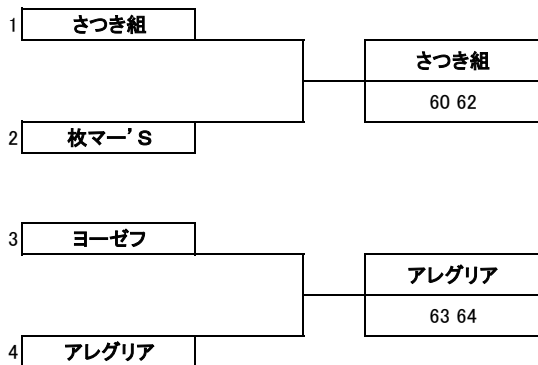 1 さつき組
さつき組
60 62
2 枚マー'S
3 ヨーゼフ
アレグリア
63 64
4 アレグリア